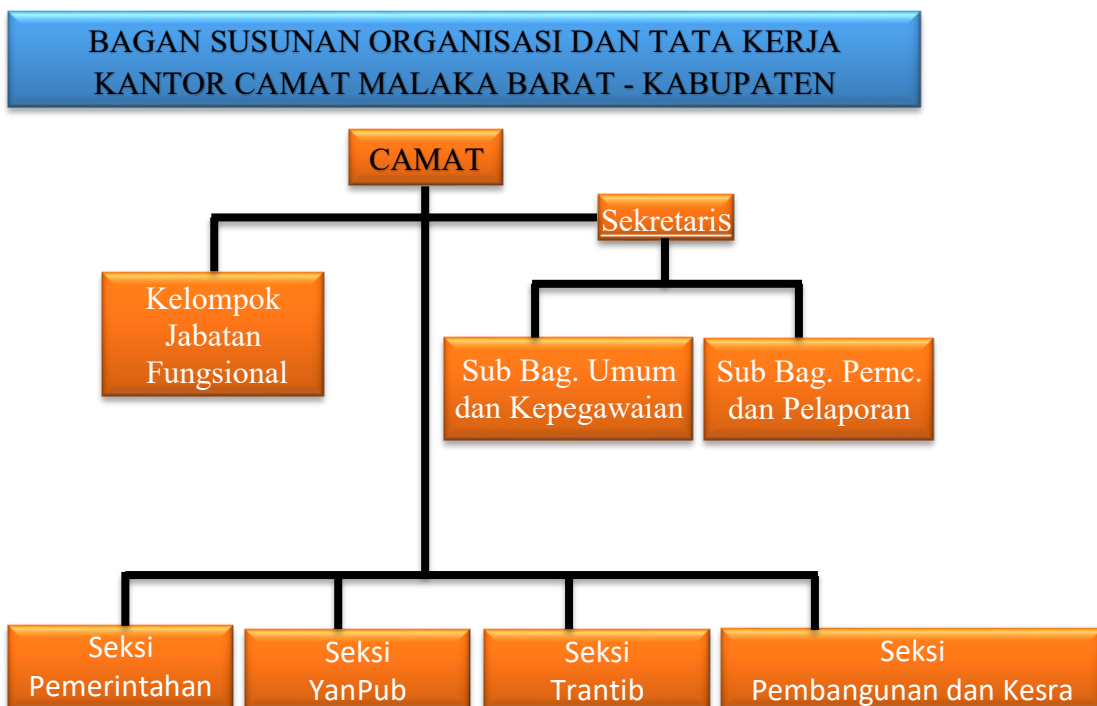 BAGAN SUSUNAN ORGANISASI DAN TATA KERJA
KANTOR CAMAT MALAKA BARAT - KABUPATEN
CAMAT
Sekretaris
Kelompok
Jabatan
Fungsional
Sub Bag. Umum
dan Kepegawaian
Sub Bag. Pernc.
dan Pelaporan
Seksi
Pemerintahan
Seksi
YanPub
Seksi
Trantib
Seksi
Pembangunan dan Kesra